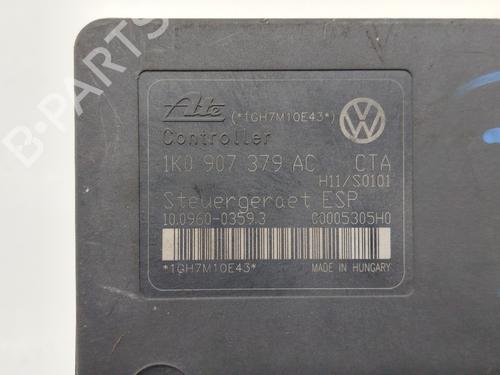 B-PARTS
Ate (*1GH7M10E43*)
Controller
1K0 907 379 AC CTA
H11/S0101
Steuergeraet ESP
10.0960-0359.3 C0005305H0
*1GH7M10E43* MADE IN HUNGARY